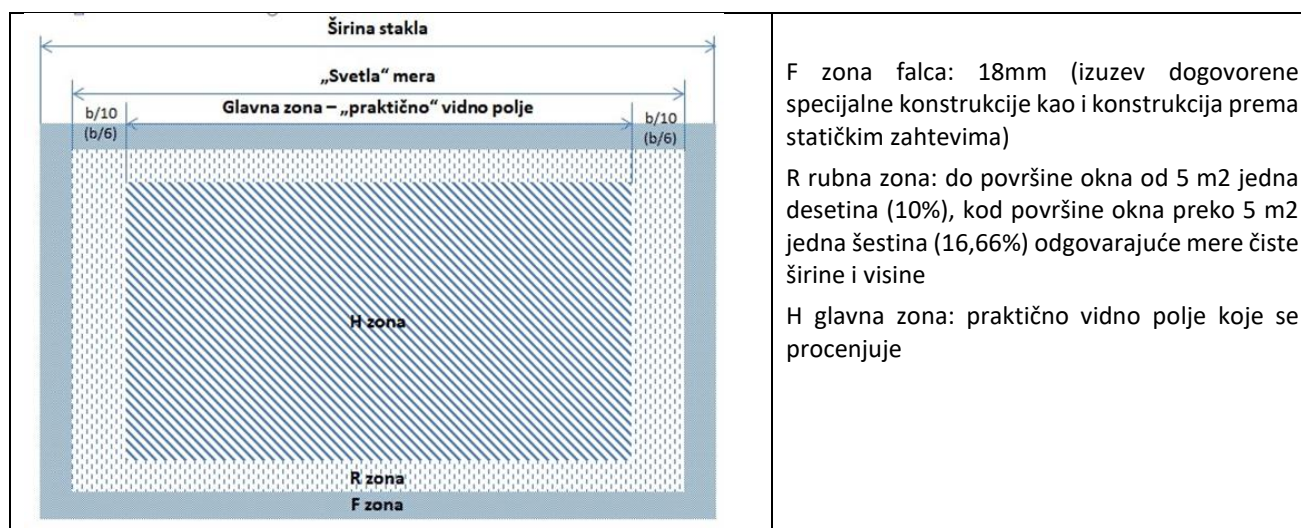 Širina stakla
„Svetla“ mera
b/10
(b/6)
Glavna zona – „praktično“ vidno polje
b/10
(b/6)
H zona
R zona
F zona
F zona falca: 18mm (izuzev dogovorene
specijalne konstrukcije kao i konstrukcija prema
statičkim zahtevima)
R rubna zona: do površine okna od 5 m2 jedna
desetina (10%), kod površine okna preko 5 m2
jedna šestina (16,66%) odgovarajuće mere čiste
širine i visine
H glavna zona: praktično vidno polje koje se
procenjuje